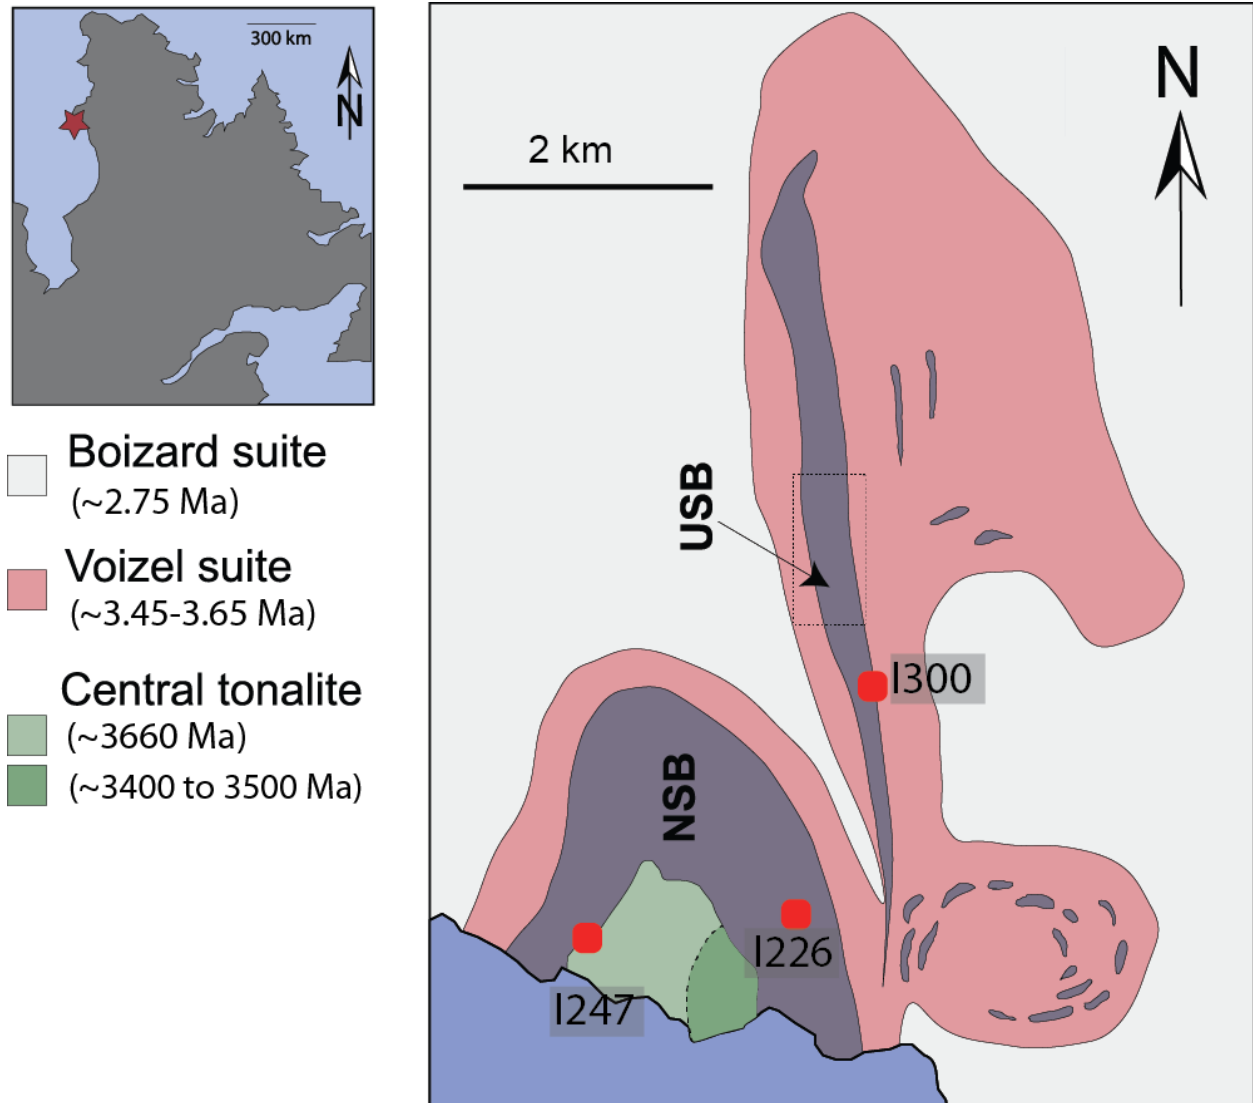 300 km
N
Boizard suite
(~2.75 Ma)
Voizel suite
(~3.45-3.65 Ma)
Central tonalite
(~3660 Ma)
(~3400 to 3500 Ma)
2 km
N
USB
I300
NSB
I226
I247